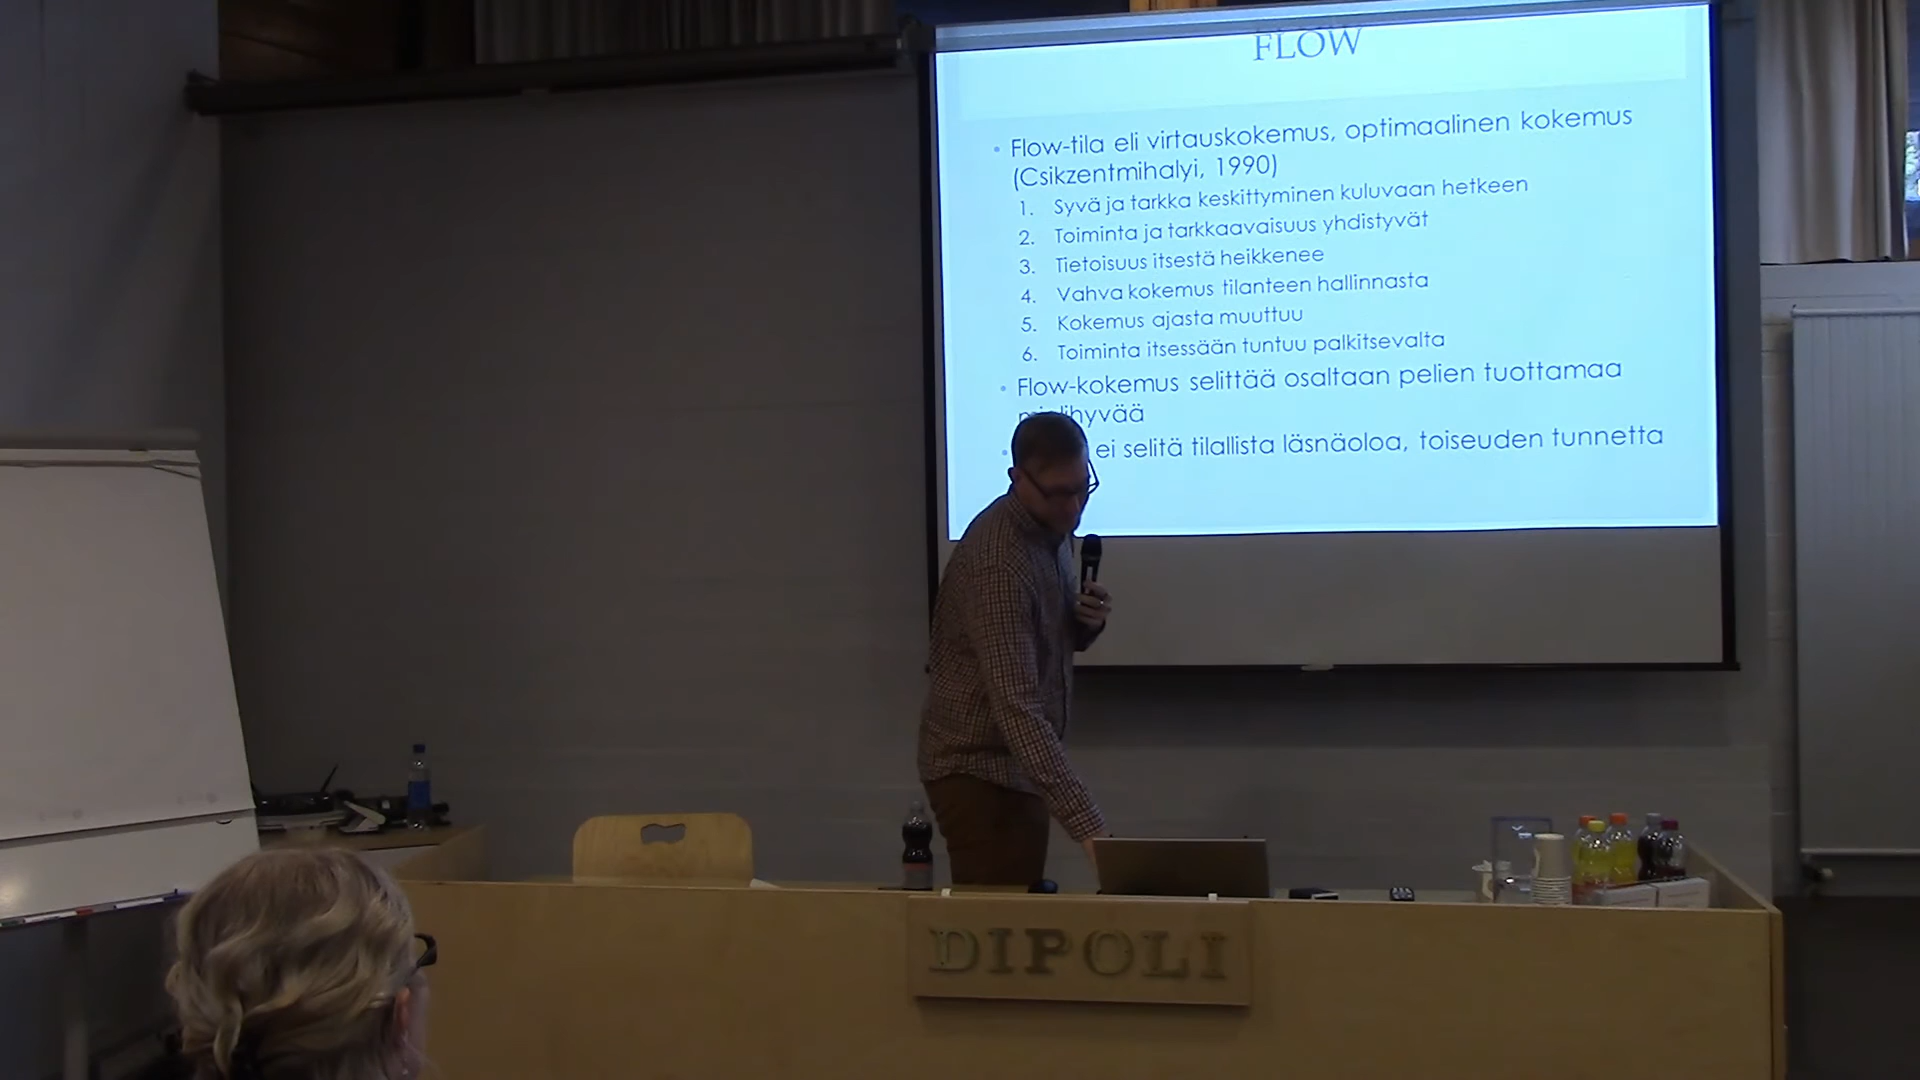 FLOW
• Flow-tila eli virtauskokemus, optimaalinen kokemus
(Csikzentmihalyi, 1990)
1. Syvä ja tarkka keskittyminen kuluvaan hetkeen
2. Toiminta ja tarkkaavaisuus yhdistyvät
3. Tietoisuus itsestä heikkenee
4. Vahva kokemus tilanteen hallinnasta
5. Kokemus ajasta muuttuu
6. Toiminta itsessään tuntuu palkitsevalta
• Flow-kokemus selittää osaltaan pelien tuottamaa
mielihyvää
• ei selitä tilallista läsnäoloa, toiseuden tunnetta
DIPOLI